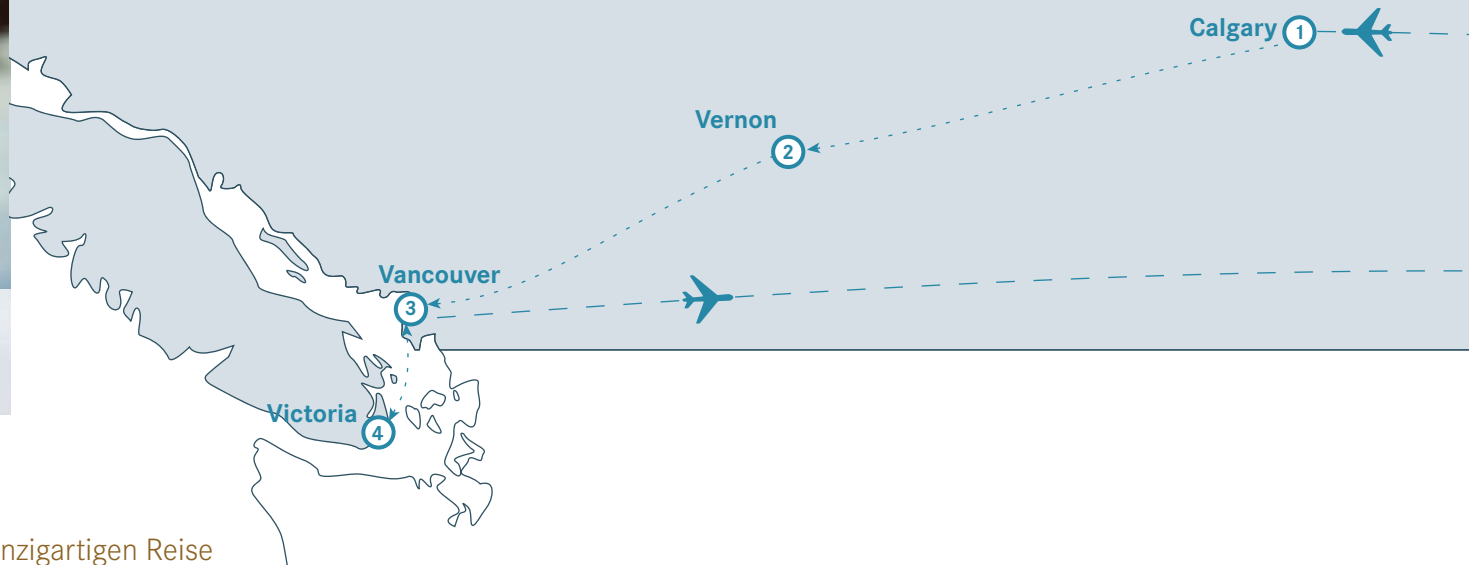 Calgary 1
Vernon
2
Vancouver
3
Victoria
4
nzigartigen Reise